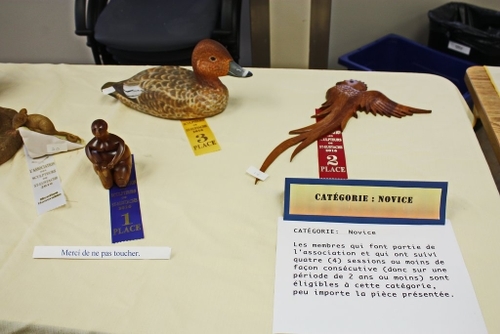 3
PLACE
2
PLACE
1
PLACE
CATÉGORIE : NOVICE
Merci de ne pas toucher.
CATÉGORIE: Novice
Les membres qui font partie de
l'association et qui ont suivi
quatre (4) sessions au moins de
façon consécutive (donc sur une
période de 2 ans au moins) sont
éligibles à cette catégorie,
peu importe la pièce présentée.